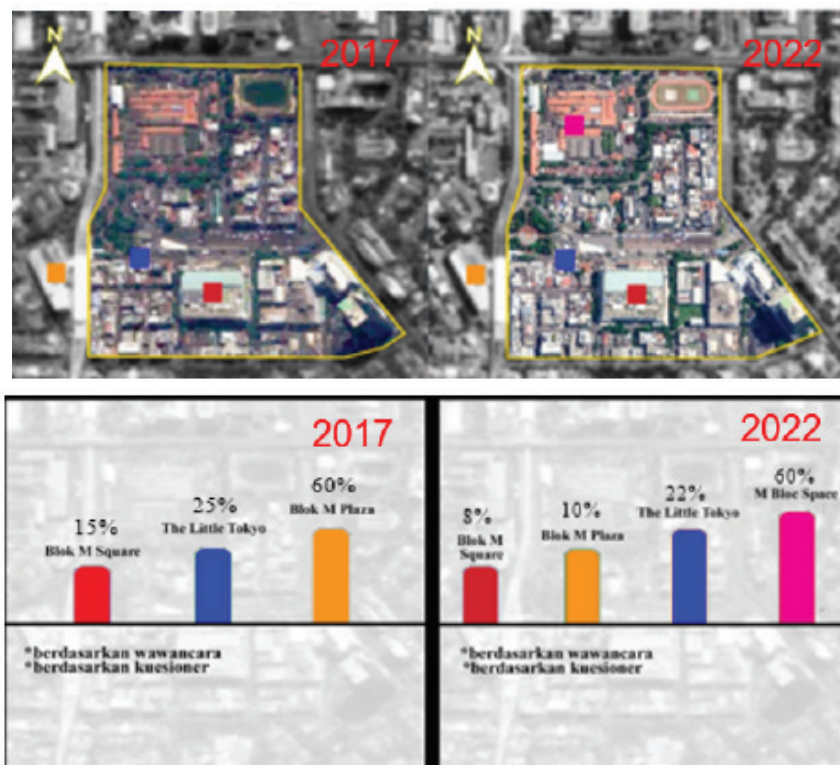 N
2017
N
2022
2017
60%
Blok M Plaza
25%
The Little Tokyo
15%
Blok M Square
*berdasarkan wawancara
*berdasarkan kuesioner
2022
60%
M Bloc Space
22%
The Little Tokyo
10%
Blok M Plaza
8%
Blok M
Square
*berdasarkan wawancara
*berdasarkan kuesioner